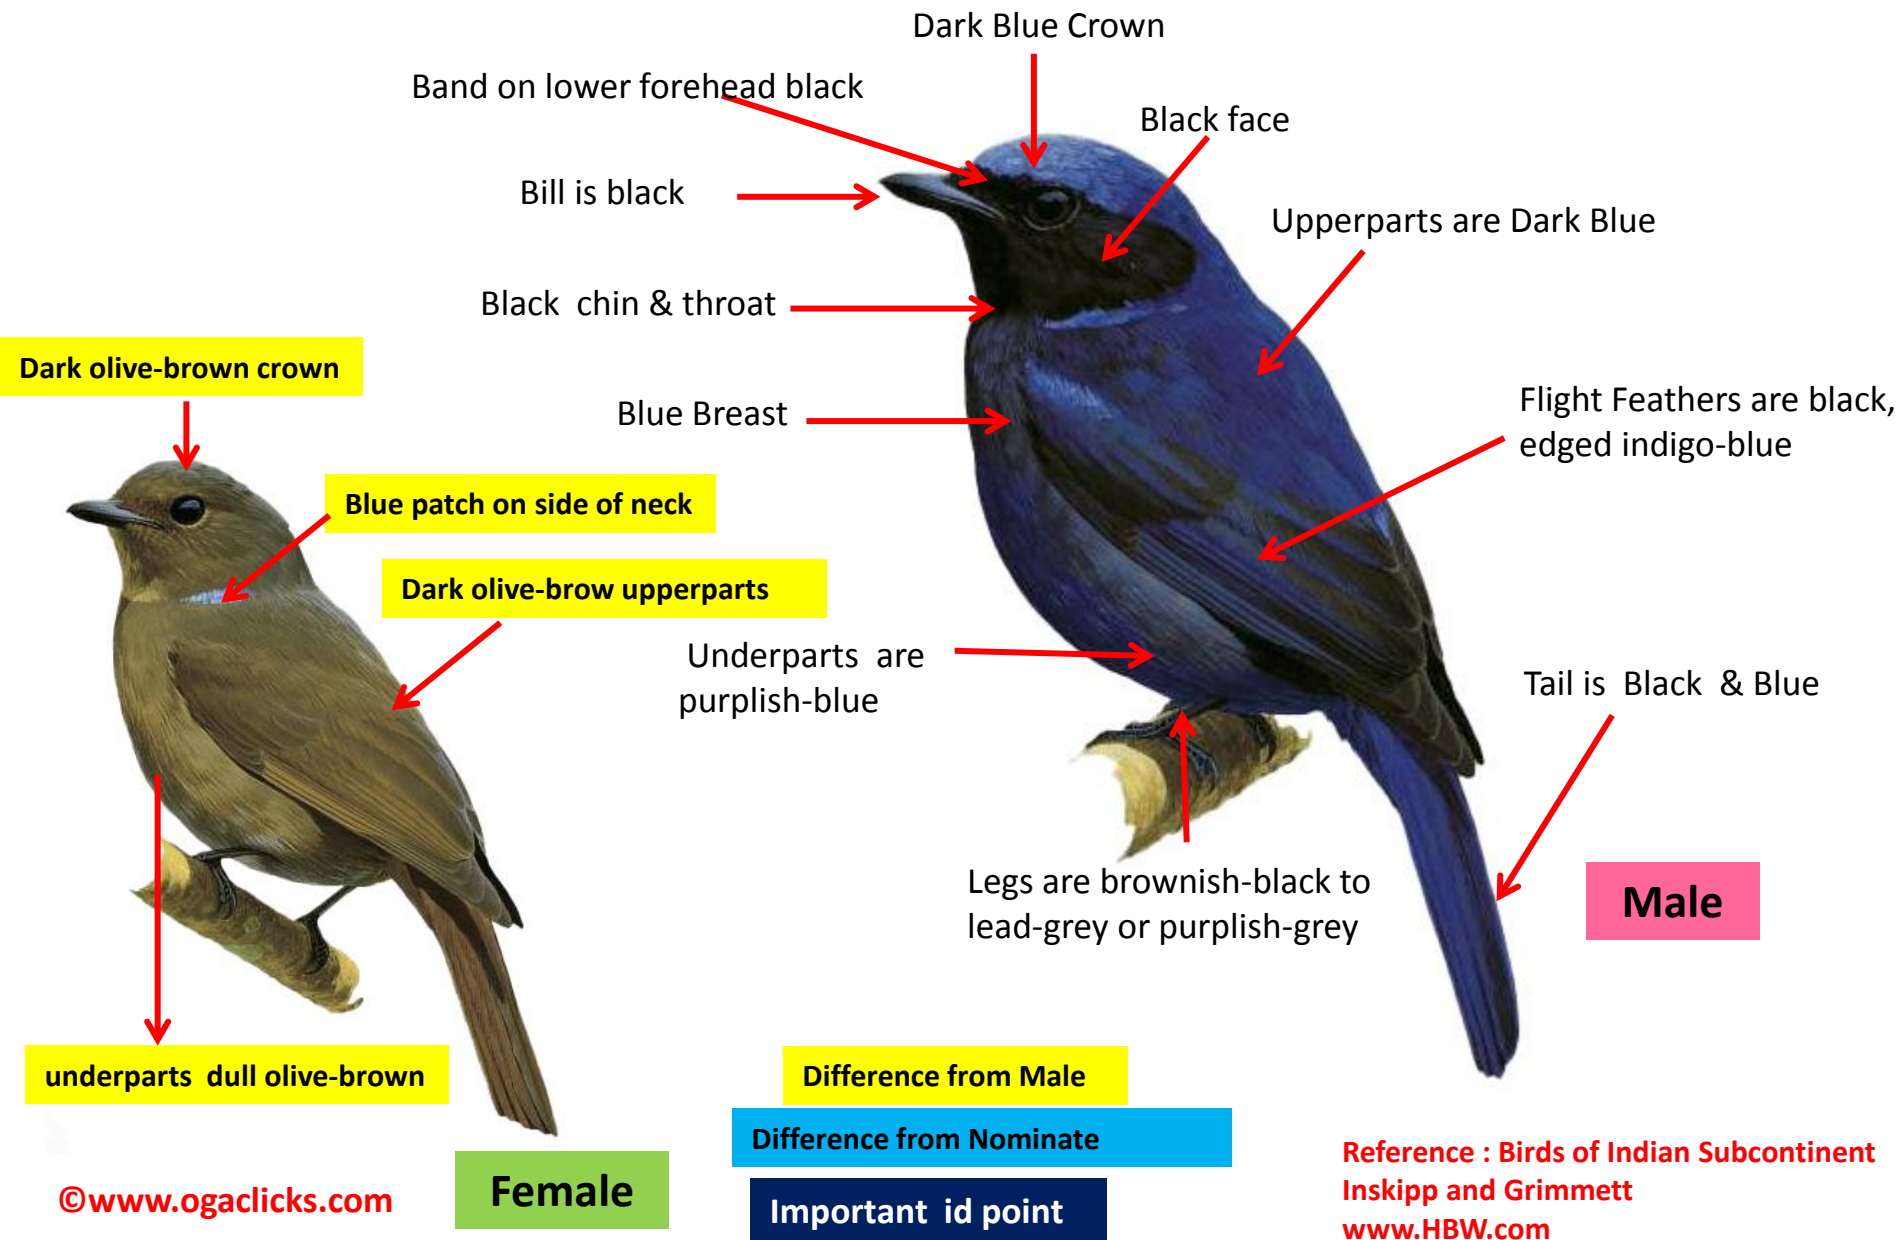 Dark Blue Crown
Band on lower forehead black
Black face
Bill is black
Upperparts are Dark Blue
Black chin & throat
Dark olive-brown crown
Blue Breast
Flight Feathers are black,
edged indigo-blue
Blue patch on side of neck
Dark olive-brow upperparts
Underparts are
purplish-blue
Tail is Black & Blue
Legs are brownish-black to
lead-grey or purplish-grey
Male
underparts dull olive-brown
Difference from Male
Difference from Nominate
Important id point
Female
©www.ogaclicks.com
Reference : Birds of Indian Subcontinent
Inskipp and Grimmett
www.HBW.com